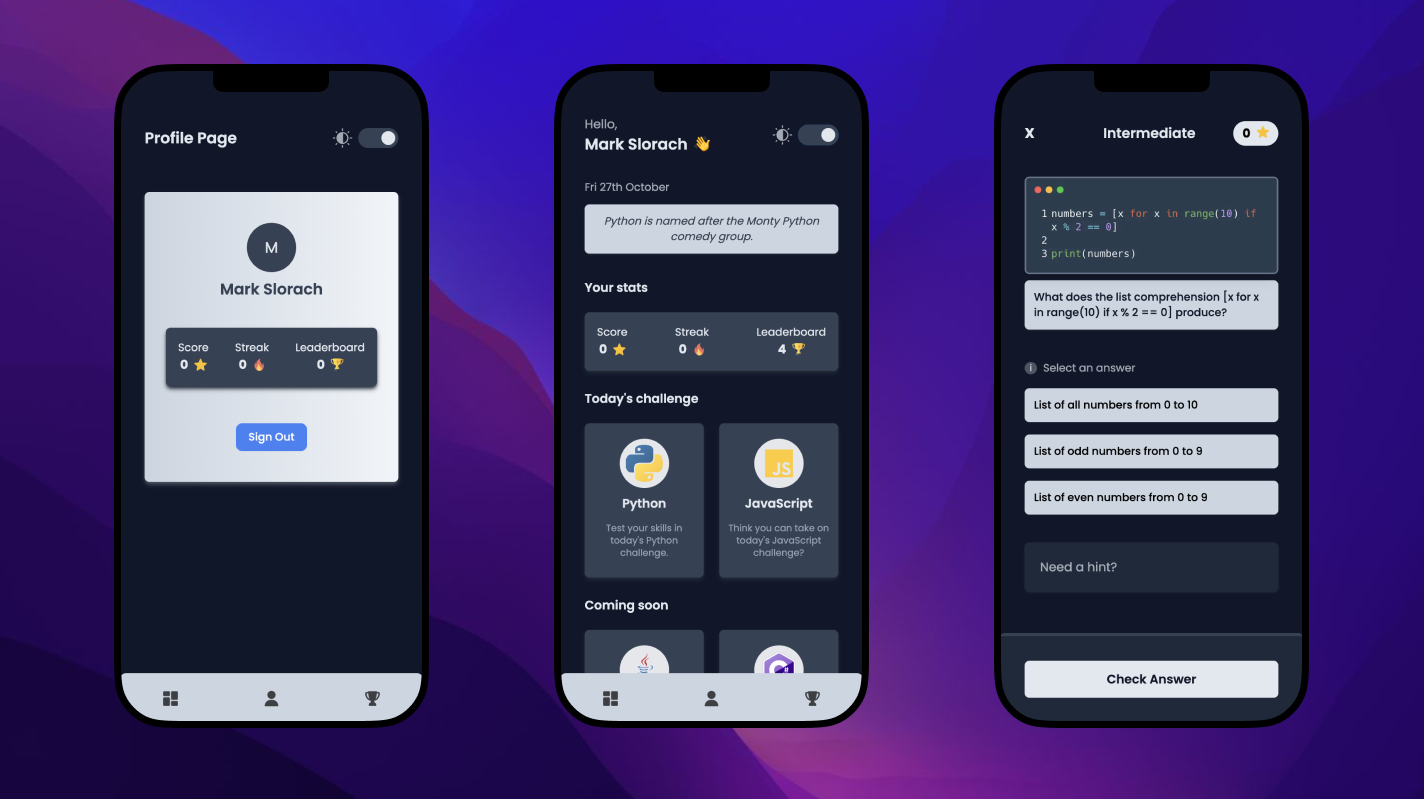 Profile Page
M
Mark Slorach
Score Streak Leaderboard
0 ⭐ 0 🔥 0 🏆
Sign Out
Hello,
Mark Slorach 👋
Fri 27th October
Python is named after the Monty Python
comedy group.
Your stats
Score Streak Leaderboard
0 ⭐ 0 🔥 4 🏆
Today's challenge
JS
Python JavaScript
Test your skills in
today's Python
challenge.
Think you can take on
today's JavaScript
challenge?
Coming soon
C#
X Intermediate 0 ⭐
1 numbers = [x for x in range(10) if
x % 2 == 0]
2
3 print(numbers)
What does the list comprehension [x for x
in range(10) if x % 2 == 0] produce?
i Select an answer
List of all numbers from 0 to 10
List of odd numbers from 0 to 9
List of even numbers from 0 to 9
Need a hint?
Check Answer